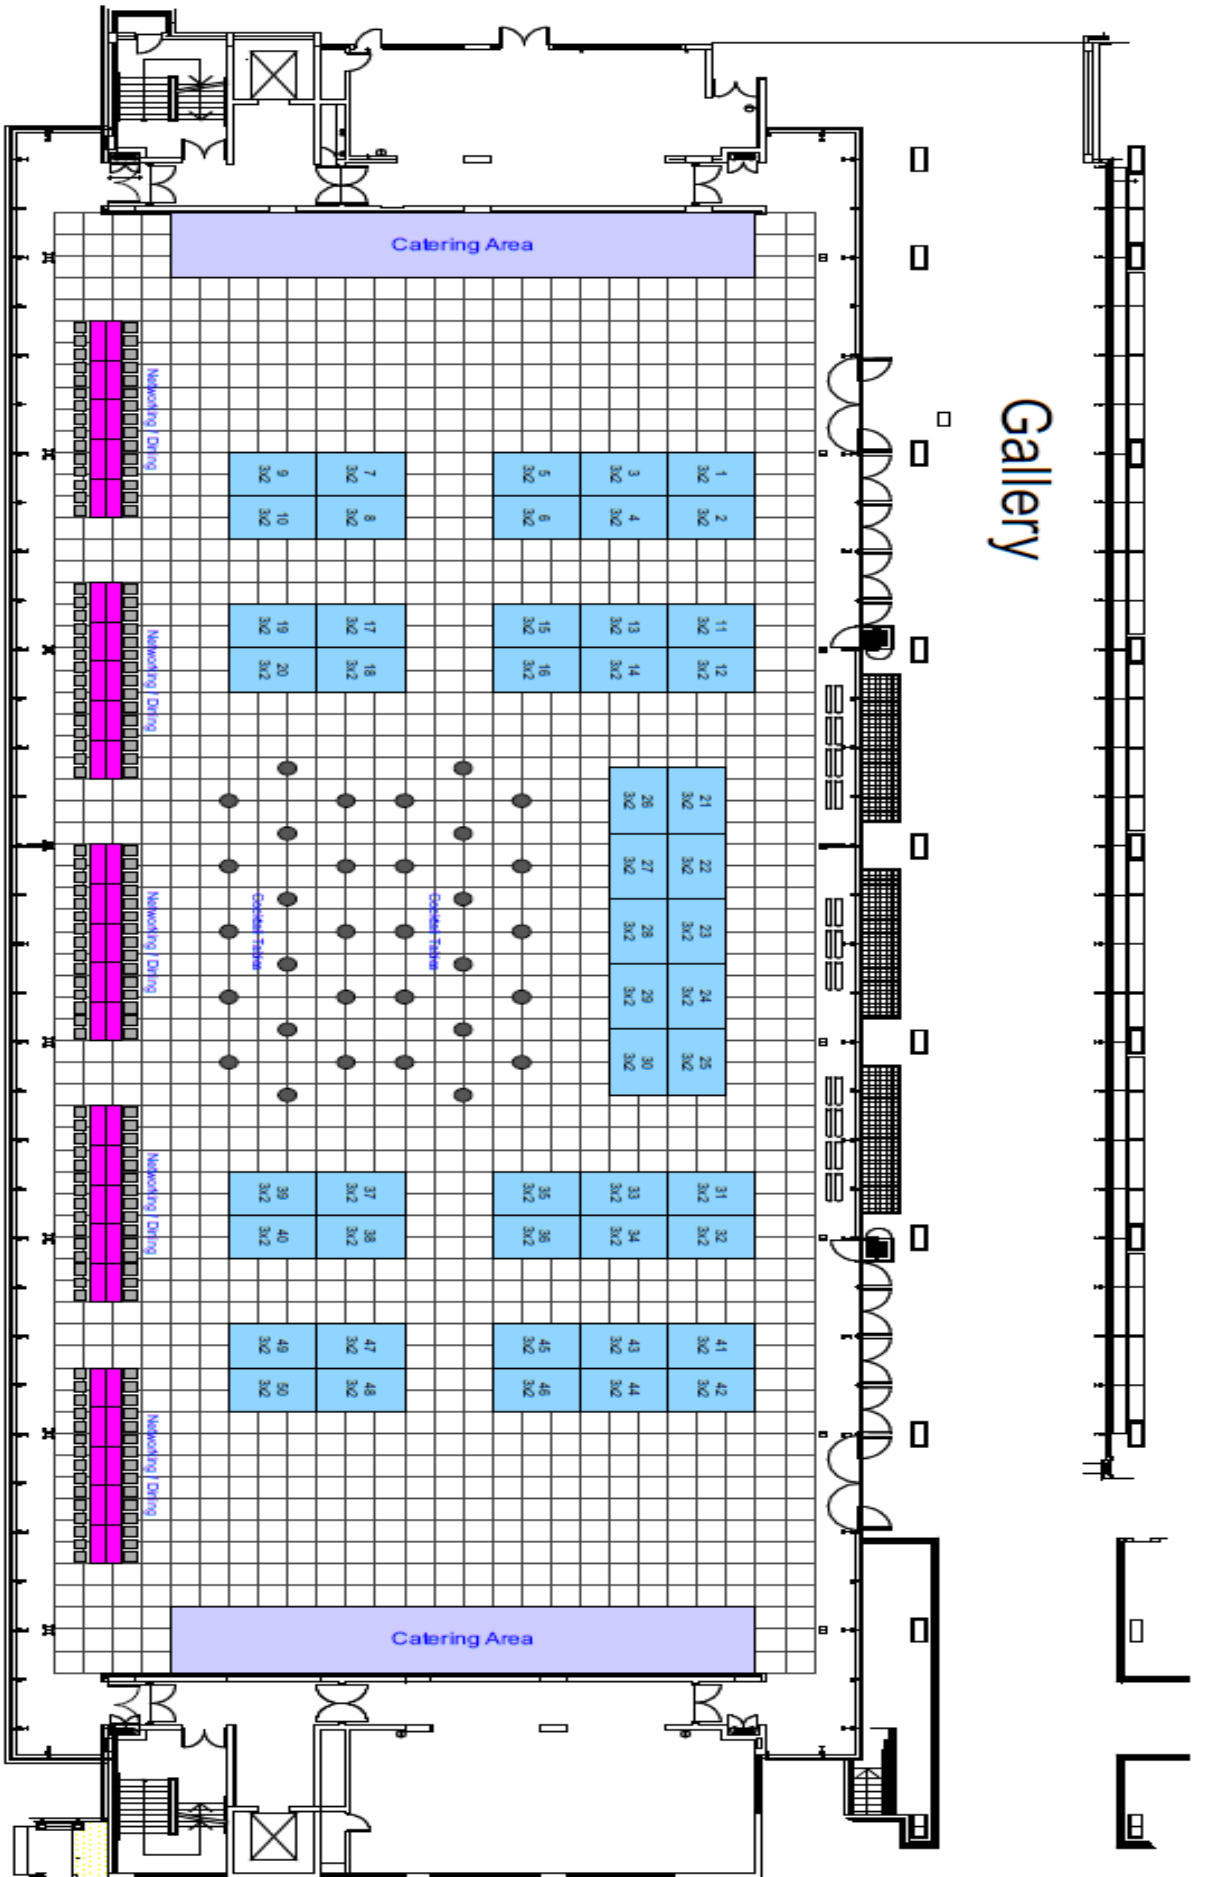 Catering Area
Gallery
Networking / Dining
9
3x2
7
3x2
5
3x2
3
3x2
1
3x2
10
3x2
8
3x2
6
3x2
4
3x2
2
3x2
Networking / Dining
19
3x2
17
3x2
15
3x2
13
3x2
11
3x2
20
3x2
18
3x2
16
3x2
14
3x2
12
3x2
26
3x2
21
3x2
27
3x2
22
3x2
Networking / Dining
Cocktail Tables
Cocktail Tables
28
3x2
23
3x2
29
3x2
24
3x2
30
3x2
25
3x2
Networking / Dining
39
3x2
37
3x2
35
3x2
33
3x2
31
3x2
40
3x2
38
3x2
36
3x2
34
3x2
32
3x2
49
3x2
47
3x2
45
3x2
43
3x2
41
3x2
50
3x2
48
3x2
46
3x2
44
3x2
42
3x2
Networking / Dining
Catering Area